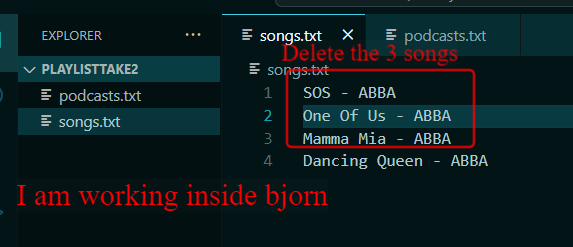 EXPLORER
PLAYLISTTAKE2
podcasts.txt
songs.txt
songs.txt
podcasts.txt
Delete the 3 songs
songs.txt
1 SOS - ABBA
2 One Of Us - ABBA
3 Mamma Mia - ABBA
4 Dancing Queen - ABBA
I am working inside bjorn